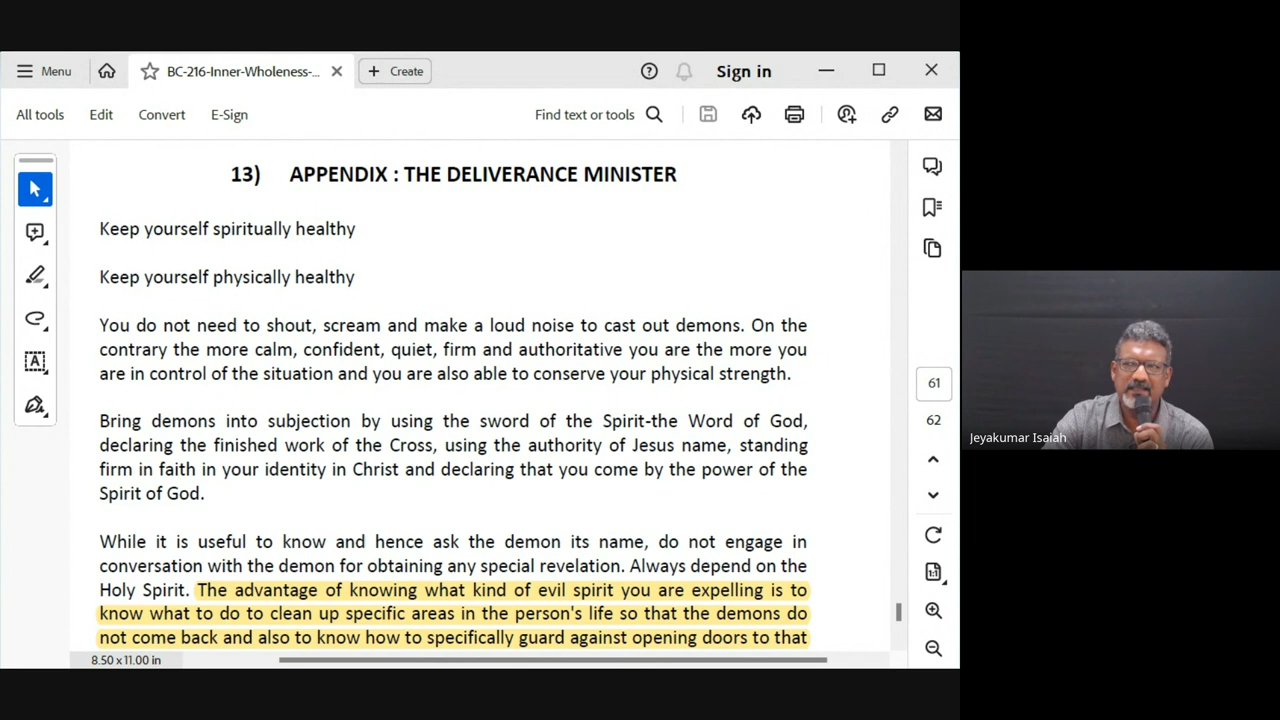 Menu
BC-216-Inner-Wholeness-...
Create
Sign in
All tools
Edit
Convert
E-Sign
Find text or tools
13) APPENDIX : THE DELIVERANCE MINISTER
Keep yourself spiritually healthy
Keep yourself physically healthy
You do not need to shout, scream and make a loud noise to cast out demons. On the
contrary the more calm, confident, quiet, firm and authoritative you are the more you
are in control of the situation and you are also able to conserve your physical strength.
Bring demons into subjection by using the sword of the Spirit-the Word of God,
declaring the finished work of the Cross, using the authority of Jesus name, standing
firm in faith in your identity in Christ and declaring that you come by the power of the
Spirit of God.
While it is useful to know and hence ask the demon its name, do not engage in
conversation with the demon for obtaining any special revelation. Always depend on the
Holy Spirit. The advantage of knowing what kind of evil spirit you are expelling is to
know what to do to clean up specific areas in the person's life so that the demons do
not come back and also to know how to specifically guard against opening doors to that
8.50 x 11.00 in
61
62
1:1
Jeyakumar Isaiah